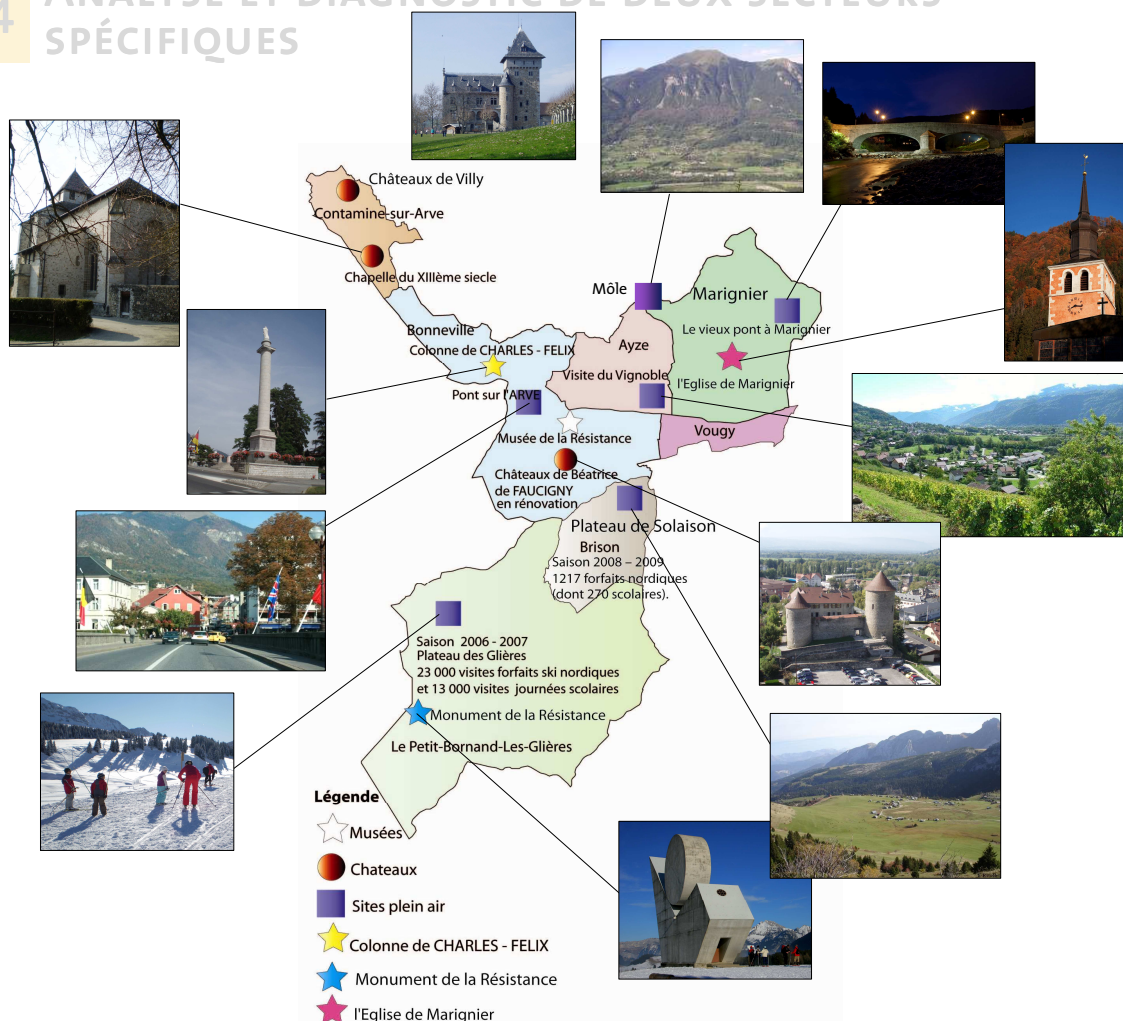 4 ANALYSE ET DIAGNOSTIC DE DEUX SECTEURS
SPÉCIFIQUES
Châteaux de Villy
Contamine-sur-Arve
Chapelle du XIIIème siecle
Môle
Marignier
Le vieux pont à Marignier
l'Eglise de Marignier
Bonneville
Colonne de CHARLES - FELIX
Ayze
Visite du Vignoble
Pont sur l'ARVE
Vougy
Musée de la Résistance
Châteaux de Béatrice
de FAUCIGNY
en rénovation
Plateau de Solaison
Brison
Saison 2008 – 2009
1217 forfaits nordiques
(dont 270 scolaires).
Saison 2006 - 2007
Plateau des Glières
23 000 visites forfaits ski nordiques
et 13 000 visites journées scolaires
Monument de la Résistance
Le Petit-Bornand-Les-Glières
Légende
Musées
Chateaux
Sites plein air
Colonne de CHARLES - FELIX
Monument de la Résistance
l'Eglise de Marignier